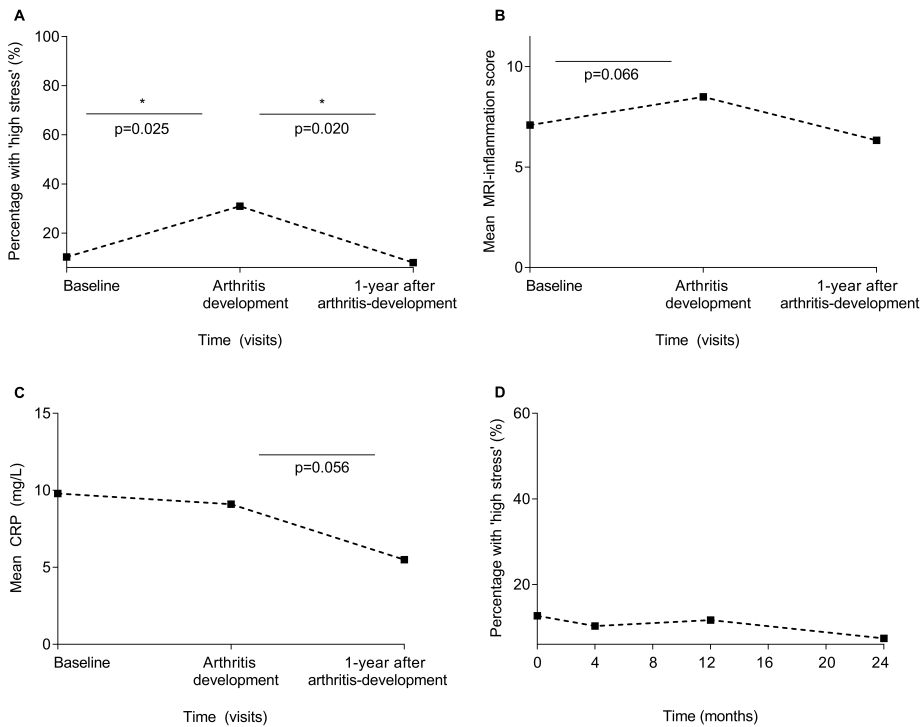 A
Percentage with 'high stress' (%)
100
80
60
40
20
*
p=0.025
*
p=0.020
Baseline
Arthritis
development
1-year after
arthritis-development
Time (visits)
B
Mean MRI-inflammation score
10
5
0
p=0.066
Baseline
Arthritis
development
1-year after
arthritis-development
Time (visits)
C
Mean CRP (mg/L)
15
10
5
0
p=0.056
Baseline
Arthritis
development
1-year after
arthritis-development
Time (visits)
D
Percentage with 'high stress' (%)
60
40
20
0 4 8 12 16 20 24
Time (months)